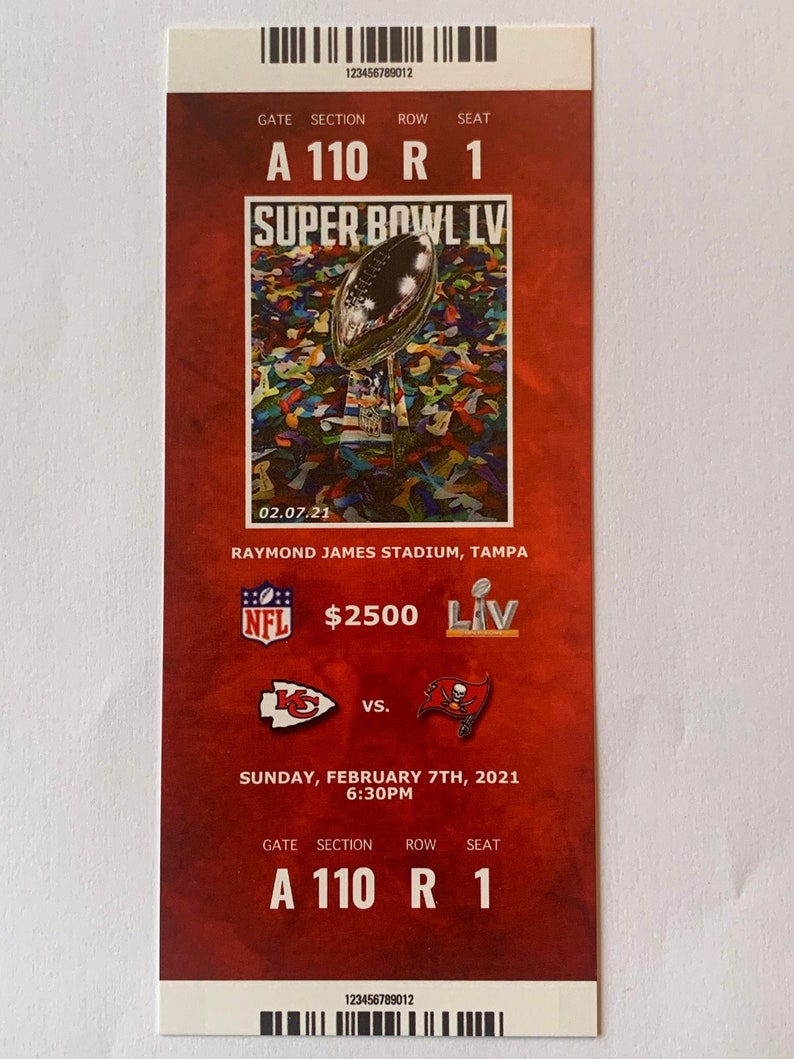 123456789012
GATE SECTION ROW SEAT
A 110 R 1
SUPER BOWL LV
02.07.21
RAYMOND JAMES STADIUM, TAMPA
NFL $2500 LV
KC VS.
SUNDAY, FEBRUARY 7TH, 2021
6:30PM
GATE SECTION ROW SEAT
A 110 R 1
123456789012